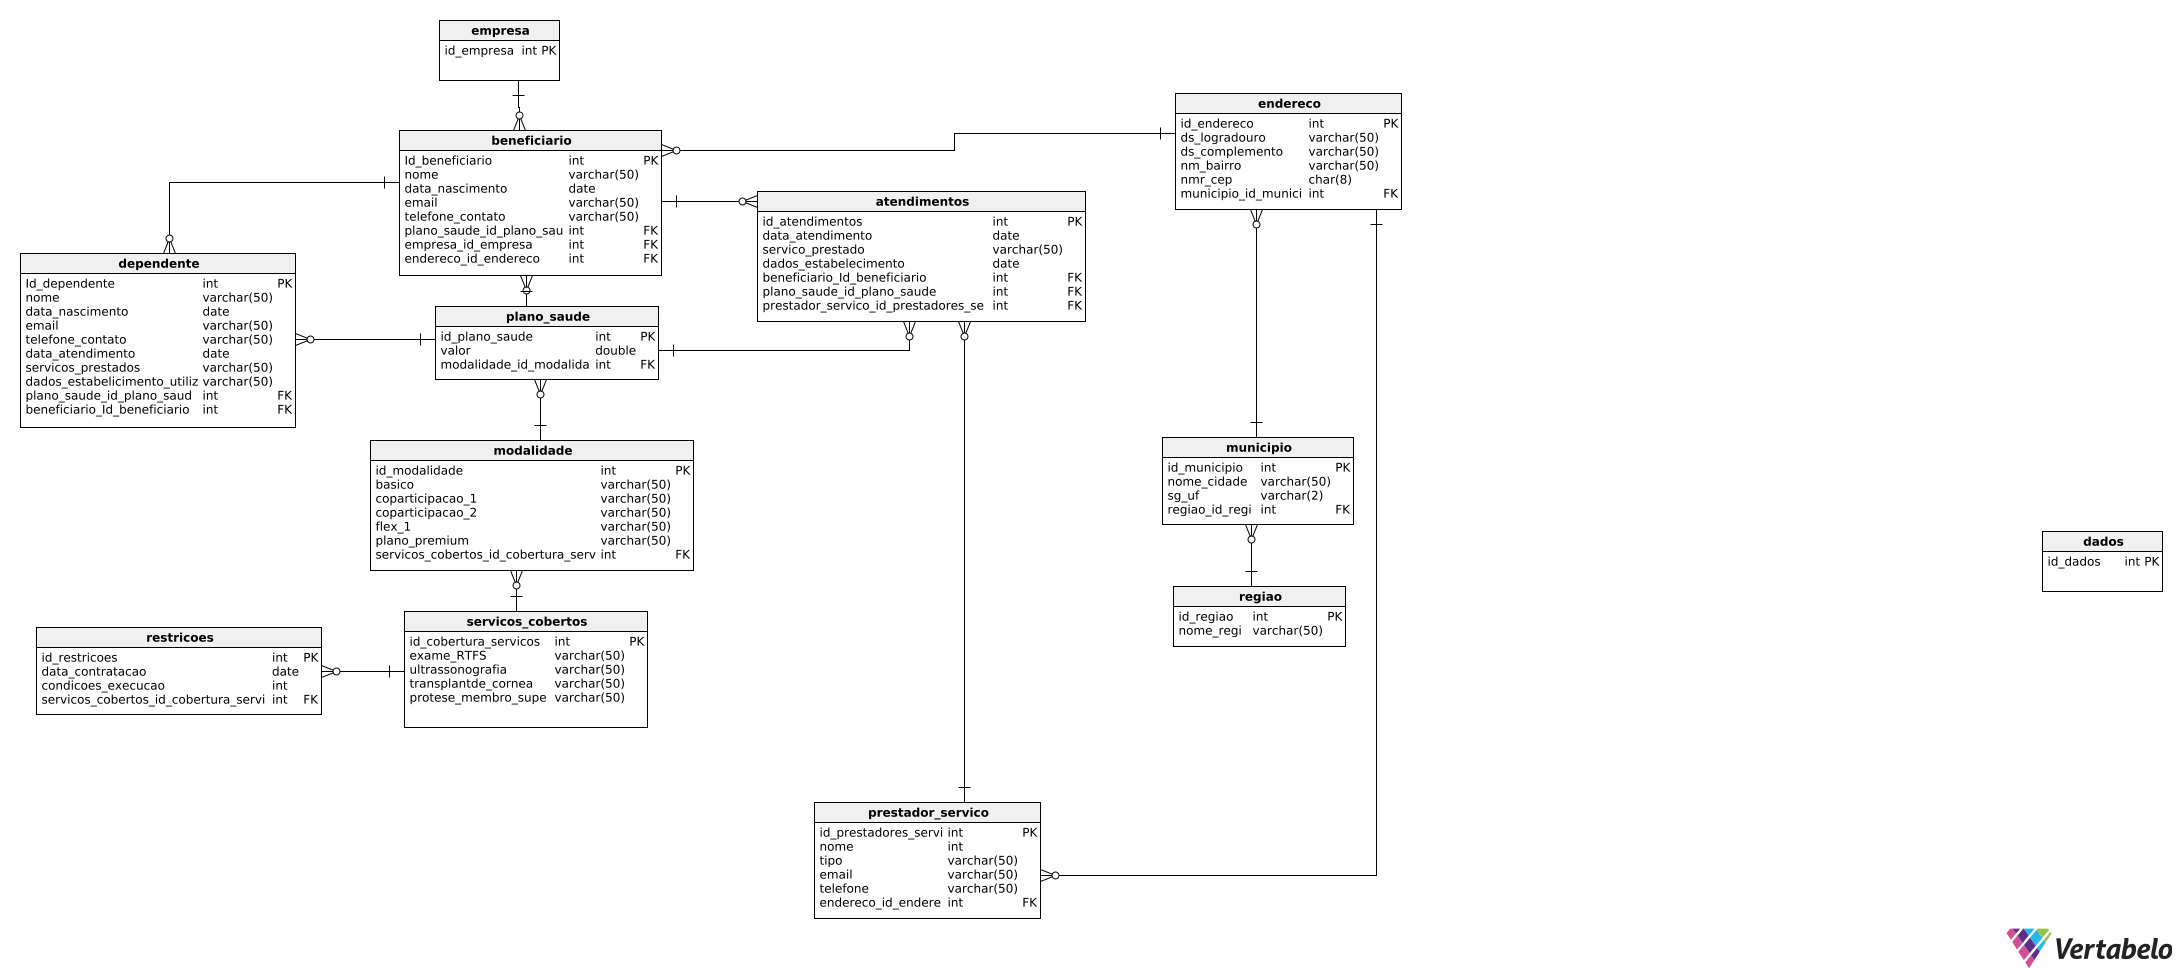 empresa
id_empresa int PK
beneficiario
Id_beneficiario int PK
nome varchar(50)
data_nascimento date
email varchar(50)
telefone_contato varchar(50)
plano_saude_id_plano_sau int FK
empresa_id_empresa int FK
endereco_id_endereco int FK
endereco
id_endereco int PK
ds_logradouro varchar(50)
ds_complemento varchar(50)
nm_bairro varchar(50)
nmr_cep char(8)
municipio_id_munici int FK
atendimentos
id_atendimentos int PK
data_atendimento date
servico_prestado varchar(50)
dados_estabelecimento date
beneficiario_Id_beneficiario int FK
plano_saude_id_plano_saude int FK
prestador_servico_id_prestadores_se int FK
dependente
Id_dependente int PK
nome varchar(50)
data_nascimento date
email varchar(50)
telefone_contato varchar(50)
data_atendimento date
servicos_prestados varchar(50)
dados_estabelicimento_utiliz varchar(50)
plano_saude_id_plano_saud int FK
beneficiario_Id_beneficiario int FK
plano_saude
id_plano_saude int PK
valor double
modalidade_id_modalida int FK
modalidade
id_modalidade int PK
basico varchar(50)
coparticipacao_1 varchar(50)
coparticipacao_2 varchar(50)
flex_1 varchar(50)
plano_premium varchar(50)
servicos_cobertos_id_cobertura_serv int FK
municipio
id_municipio int PK
nome_cidade varchar(50)
sg_uf varchar(2)
regiao_id_regi int FK
dados
id_dados int PK
regiao
id_regiao int PK
nome_regi varchar(50)
restricoes
id_restricoes int PK
data_contratacao date
condicoes_execucao int
servicos_cobertos_id_cobertura_servi int FK
servicos_cobertos
id_cobertura_servicos int PK
exame_RTFS varchar(50)
ultrassonografia varchar(50)
transplantde_cornea varchar(50)
protese_membro_supe varchar(50)
prestador_servico
id_prestadores_servi int PK
nome int
tipo varchar(50)
email varchar(50)
telefone varchar(50)
endereco_id_endere int FK
Vertabelo